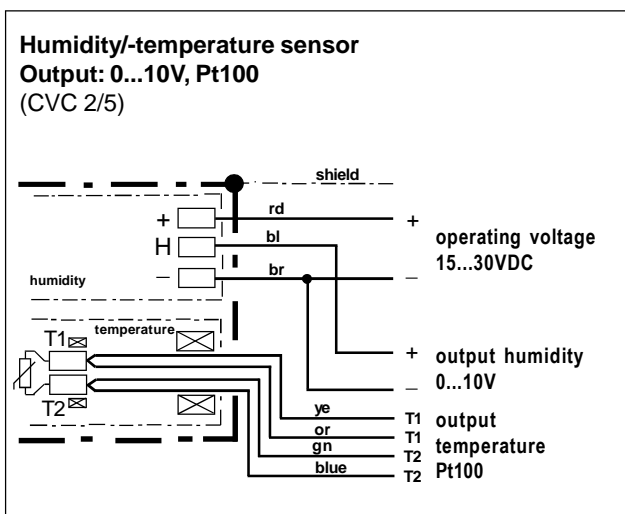 Humidity/-temperature sensor
Output: 0...10V, Pt100
(CVC 2/5)
shield
+ rd +
H bl
operating voltage
15...30VDC
– br –
humidity
temperature
T1
T2
+ output humidity
– 0...10V
ye T1 output
or T1
temperature
gn T2
blue T2 Pt100